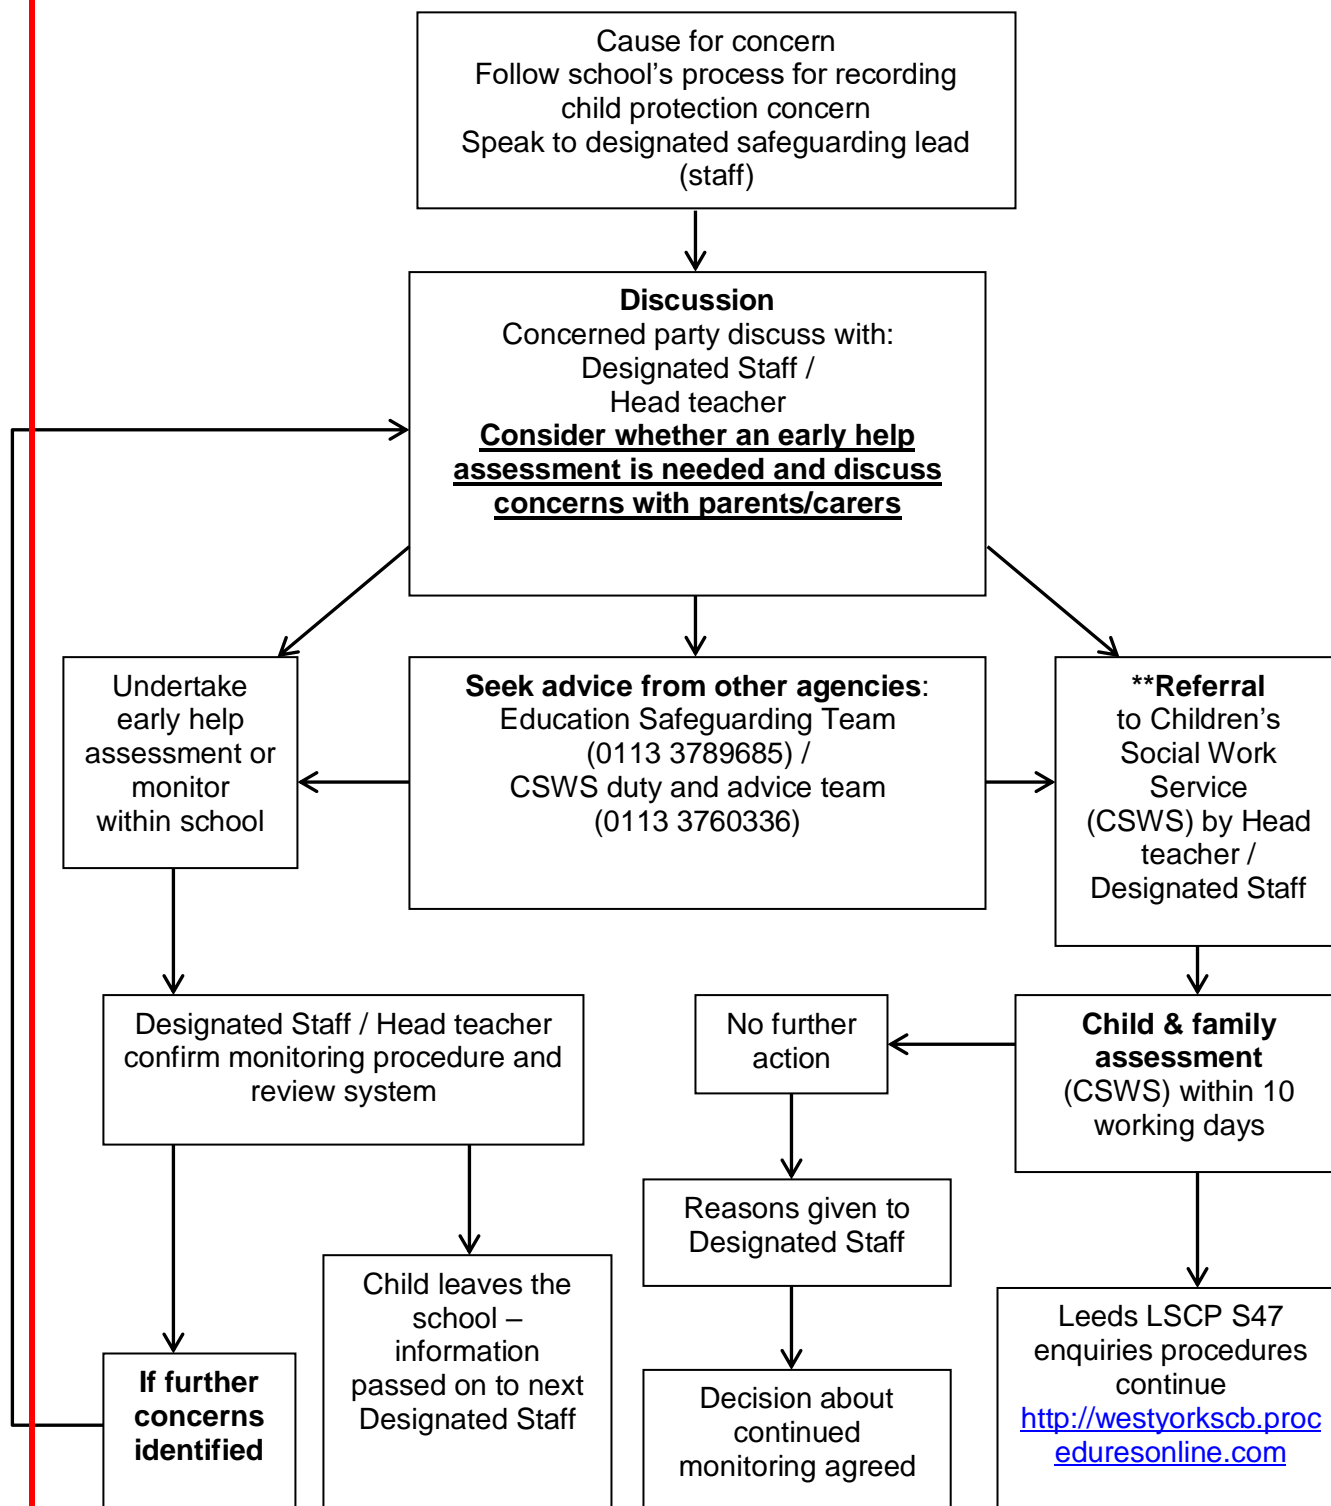 Cause for concern
Follow school's process for recording
child protection concern
Speak to designated safeguarding lead
(staff)
Discussion
Concerned party discuss with:
Designated Staff /
Head teacher
Consider whether an early help
assessment is needed and discuss
concerns with parents/carers
Undertake
early help
assessment or
monitor
within school
Seek advice from other agencies:
Education Safeguarding Team
(0113 3789685) /
CSWS duty and advice team
(0113 3760336)
**Referral
to Children's
Social Work
Service
(CSWS) by Head
teacher /
Designated Staff
Designated Staff / Head teacher
confirm monitoring procedure and
review system
No further
action
Child & family
assessment
(CSWS) within 10
working days
Reasons given to
Designated Staff
Child leaves the
school –
information
passed on to next
Designated Staff
Leeds LSCP S47
enquiries procedures
continue
http://westyorkscb.proc
eduresonline.com
If further
concerns
identified
Decision about
continued
monitoring agreed